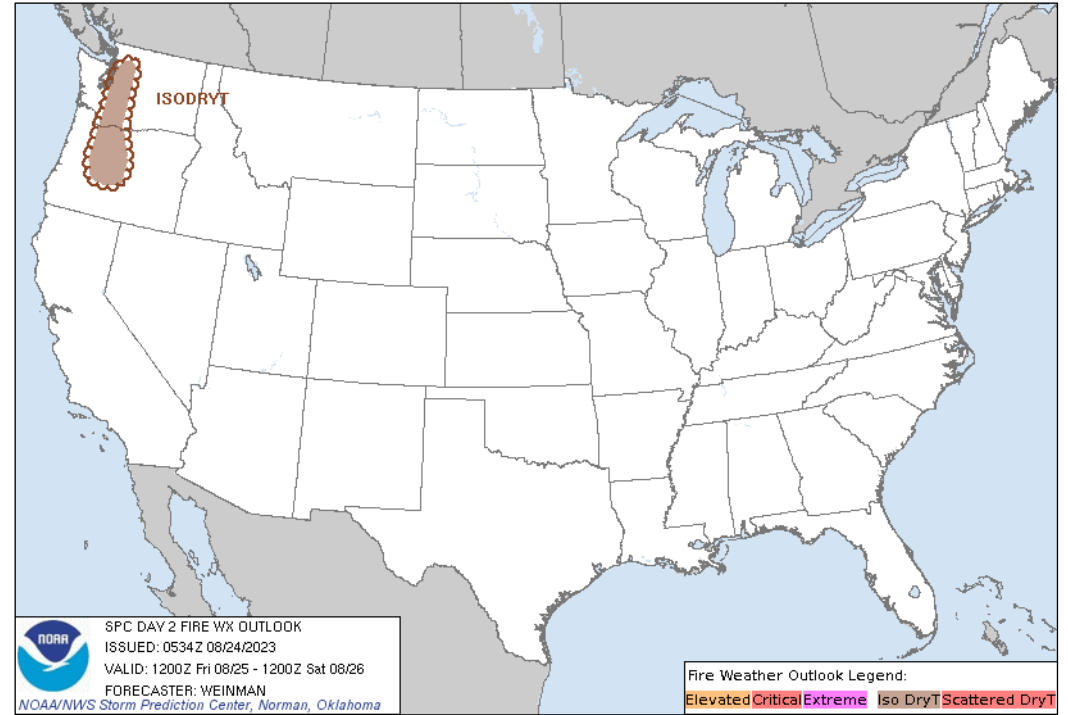 ISODRYT
NOAA
SPC DAY 2 FIRE WX OUTLOOK
ISSUED: 0534Z 08/24/2023
VALID: 1200Z Fri 08/25 - 1200Z Sat 08/26
FORECASTER: WEINMAN
NOAA/NWS Storm Prediction Center, Norman, Oklahoma
Fire Weather Outlook Legend:
Elevated Critical Extreme Iso DryT Scattered DryT